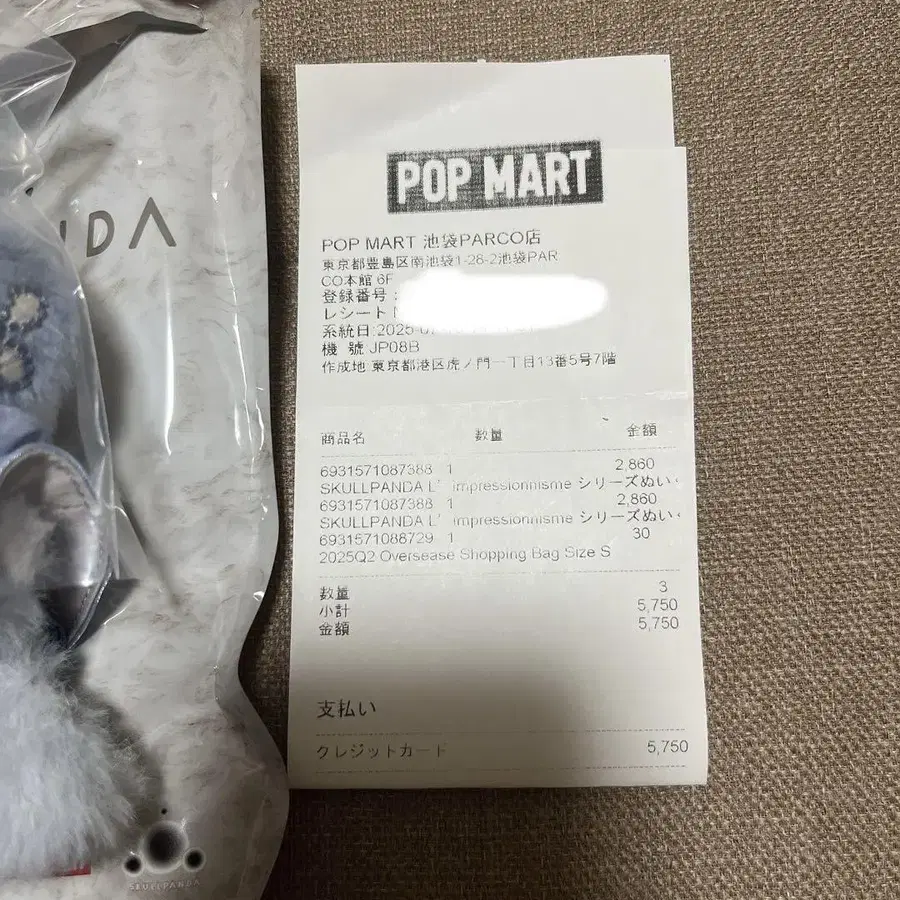 NDA
POP MART
POP MART 池袋PARCO店
東京都豊島区南池袋1-28-2池袋PAR
CO本館 6F
登録番号:
レシート
系統日:2025-0
機 號 JP08B
作成地 東京都港区虎ノ門一丁目13番5号7階
商品名 数量 金額
6931571087388 1 2,860
SKULLPANDA L' impressionnisme シリーズぬい
6931571087388 1 2,860
SKULLPANDA L' impressionnisme シリーズぬい
6931571088729 1 30
2025Q2 Oversease Shopping Bag Size S
数量 3
小計 5,750
金額 5,750
支払い
クレジットカード 5,750
SKULLPANDA